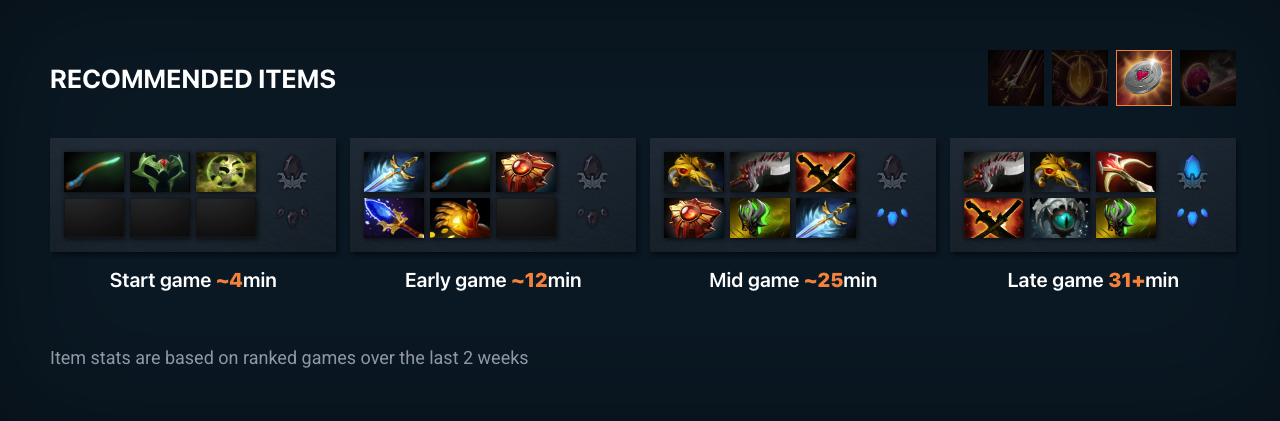 RECOMMENDED ITEMS
Start game ~4min
Early game ~12min
Mid game ~25min
Late game 31+min
Item stats are based on ranked games over the last 2 weeks